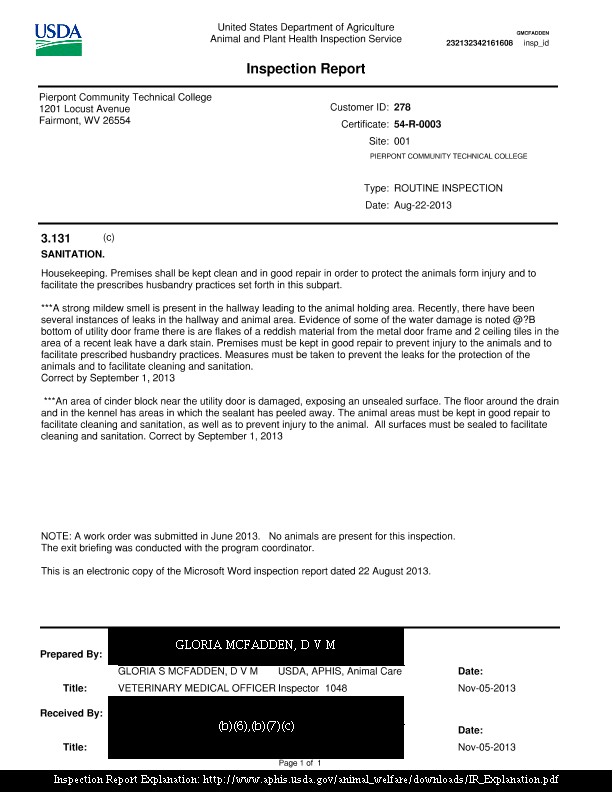 USDA
United States Department of Agriculture
Animal and Plant Health Inspection Service
GMCFADDEN
232132342161608 insp_id
Inspection Report
Pierpont Community Technical College
1201 Locust Avenue
Fairmont, WV 26554
Customer ID: 278
Certificate: 54-R-0003
Site: 001
PIERPONT COMMUNITY TECHNICAL COLLEGE
Type: ROUTINE INSPECTION
Date: Aug-22-2013
3.131 (c)
SANITATION.
Housekeeping. Premises shall be kept clean and in good repair in order to protect the animals form injury and to
facilitate the prescribes husbandry practices set forth in this subpart.
***A strong mildew smell is present in the hallway leading to the animal holding area. Recently, there have been
several instances of leaks in the hallway and animal area. Evidence of some of the water damage is noted @?B
bottom of utility door frame there is are flakes of a reddish material from the metal door frame and 2 ceiling tiles in the
area of a recent leak have a dark stain. Premises must be kept in good repair to prevent injury to the animals and to
facilitate prescribed husbandry practices. Measures must be taken to prevent the leaks for the protection of the
animals and to facilitate cleaning and sanitation.
Correct by September 1, 2013
***An area of cinder block near the utility door is damaged, exposing an unsealed surface. The floor around the drain
and in the kennel has areas in which the sealant has peeled away. The animal areas must be kept in good repair to
facilitate cleaning and sanitation, as well as to prevent injury to the animal. All surfaces must be sealed to facilitate
cleaning and sanitation. Correct by September 1, 2013
NOTE: A work order was submitted in June 2013. No animals are present for this inspection.
The exit briefing was conducted with the program coordinator.
This is an electronic copy of the Microsoft Word inspection report dated 22 August 2013.
Prepared By: GLORIA MCFADDEN, D V M
GLORIA S MCFADDEN, D V M USDA, APHIS, Animal Care Date:
Title: VETERINARY MEDICAL OFFICER Inspector 1048 Nov-05-2013
Received By: (b)(6),(b)(7)(c)
Date:
Title: Nov-05-2013
Page 1 of 1
Inspection Report Explanation: http://www.aphis.usda.gov/animal_welfare/downloads/IR_Explanation.pdf